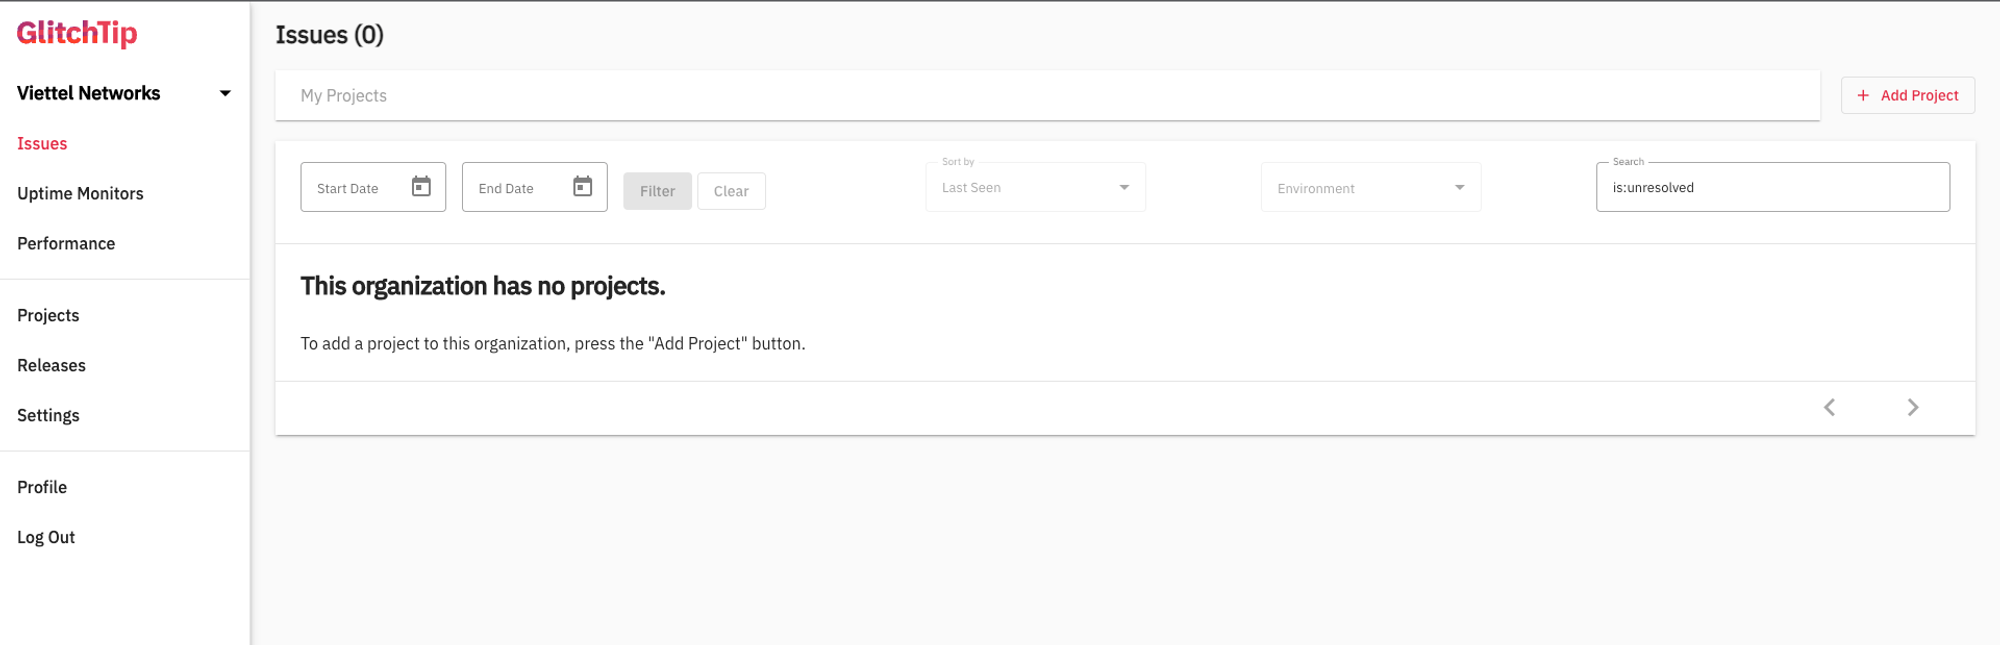 GlitchTip
Viettel Networks
Issues
Uptime Monitors
Performance
Projects
Releases
Settings
Profile
Log Out
Issues (0)
My Projects
+ Add Project
Start Date
End Date
Filter
Clear
Sort by
Last Seen
Environment
Search
is:unresolved
This organization has no projects.
To add a project to this organization, press the "Add Project" button.